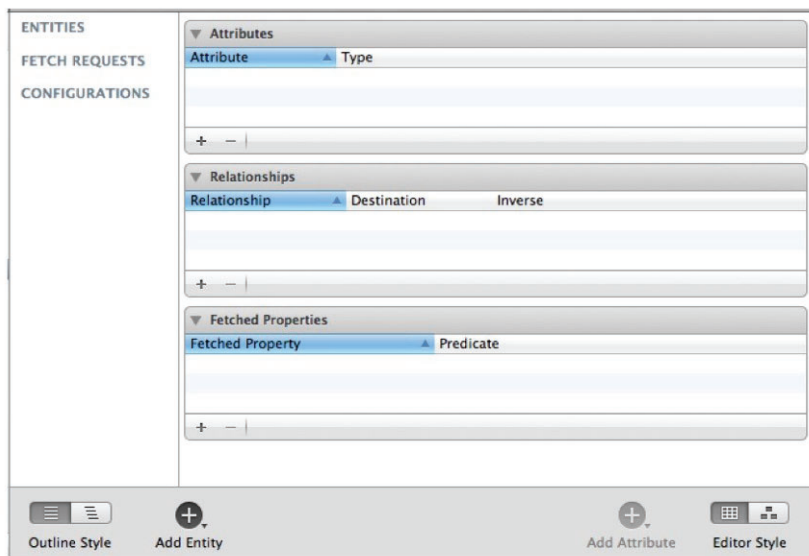 ENTITIES
FETCH REQUESTS
CONFIGURATIONS
Attributes
Attribute Type
Relationships
Relationship Destination Inverse
Fetched Properties
Fetched Property Predicate
Outline Style Add Entity Add Attribute Editor Style